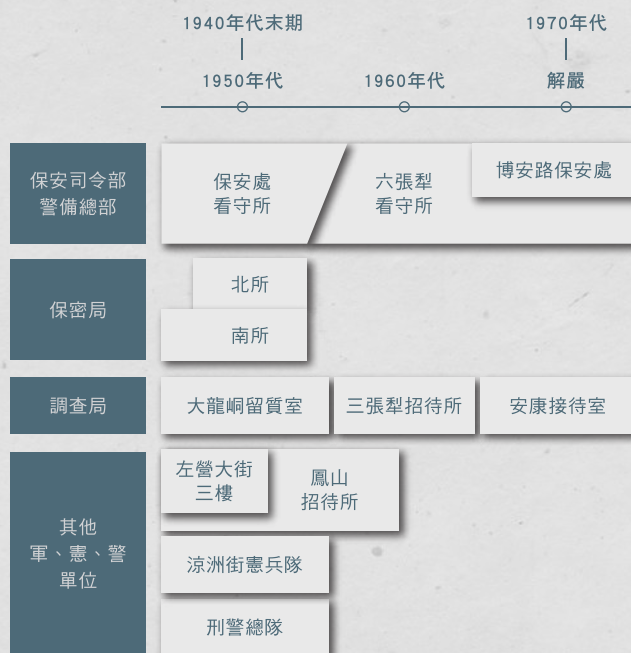 1940年代末期
1970年代
1950年代
1960年代
解嚴
保安司令部
警備總部
保安處
看守所
六張犁
看守所
博安路保安處
保密局
北所
南所
調查局
大龍峒留質室
三張犁招待所
安康接待室
其他
軍、憲、警
單位
左營大街
三樓
鳳山
招待所
涼洲街憲兵隊
刑警總隊